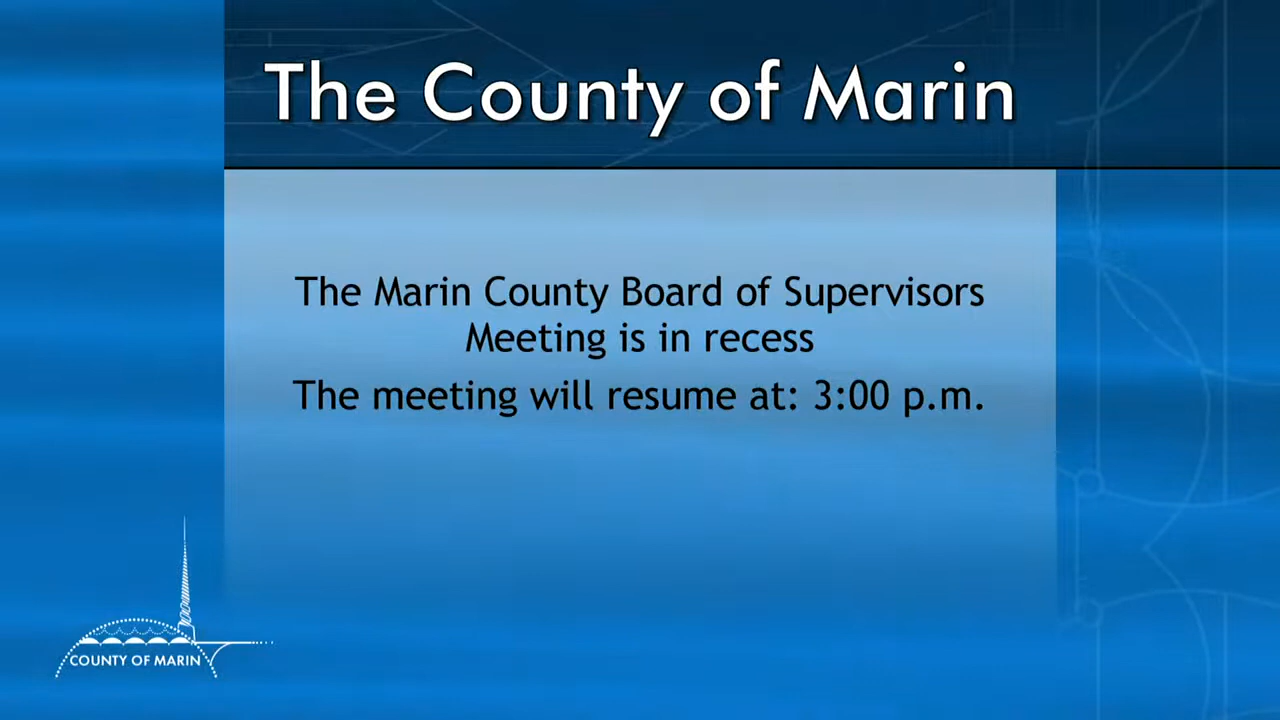 The County of Marin
The Marin County Board of Supervisors
Meeting is in recess
The meeting will resume at: 3:00 p.m.
COUNTY OF MARIN